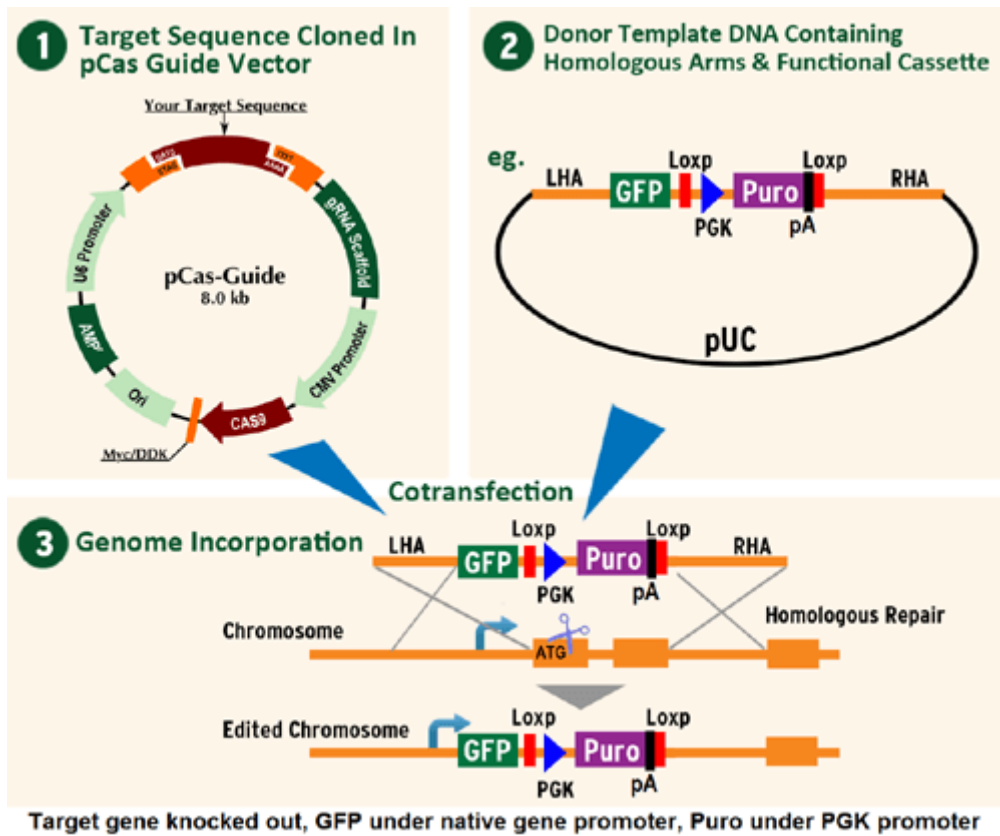 1 Target Sequence Cloned In
pCas Guide Vector
Your Target Sequence
gRNA Scaffold
U6 Promoter
pCas-Guide
8.0 kb
AMPr
CMV Promoter
Ori
CAS9
Myc/DDK
2 Donor Template DNA Containing
Homologous Arms & Functional Cassette
eg.
Loxp Loxp
LHA GFP Puro RHA
PGK pA
pUC
Cotransfection
3 Genome Incorporation
Loxp Loxp
LHA GFP Puro RHA
PGK pA
Homologous Repair
Chromosome
ATG
Edited Chromosome
Loxp Loxp
GFP Puro
PGK pA
Target gene knocked out, GFP under native gene promoter, Puro under PGK promoter